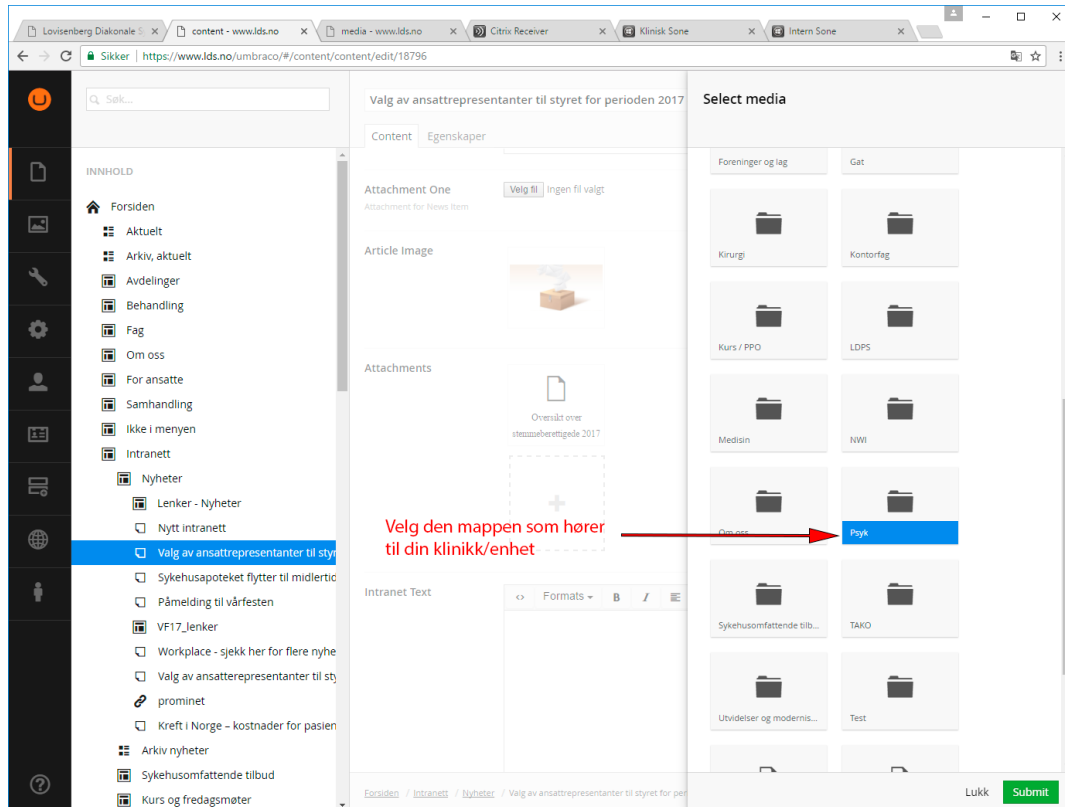 Lovisenberg Diakonale S
content - www.lds.no
media - www.lds.no
Citrix Receiver
Klinisk Sone
Intern Sone
Sikker
https://www.lds.no/umbraco/#/content/content/edit/18796
Søk...
INNHOLD
Forsiden
Aktuelt
Arkiv, aktuelt
Avdelinger
Behandling
Fag
Om oss
For ansatte
Samhandling
Ikke i menyen
Intranett
Nyheter
Lenker - Nyheter
Nytt intranett
Valg av ansattrepresentanter til styr
Sykehusapoteket flytter til midlertid
Påmelding til vårfesten
VF17_lenker
Workplace - sjekk her for flere nyhe
Valg av ansatterepresentanter til sty
prominet
Kreft i Norge – kostnader for pasien
Arkiv nyheter
Sykehusomfattende tilbud
Kurs og fredagsmøter
Valg av ansattrepresentanter til styret for perioden 2017
Content Egenskaper
Attachment One
Attachment for News Item
Velg fil Ingen fil valgt
Article Image
Attachments
Oversikt over
stemmeberettigede 2017
Velg den mappen som hører
til din klinikk/enhet
Intranet Text
Formats B I
Forsiden / Intranett / Nyheter / Valg av ansattrepresentanter til styret for per
Select media
Foreninger og lag
Gat
Kirurgi
Kontorfag
Kurs / PPO
LDPS
Medisin
NWI
Om oss
Psyk
Sykehusomfattende tilb...
TAKO
Utvidelser og modernis...
Test
Lukk
Submit